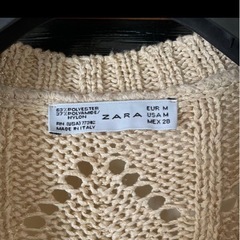 63% POLYESTER
37% POLYAMIDE/
NYLON
MADE IN ITALY
ZARA
EUR M
USA M
MEX 28